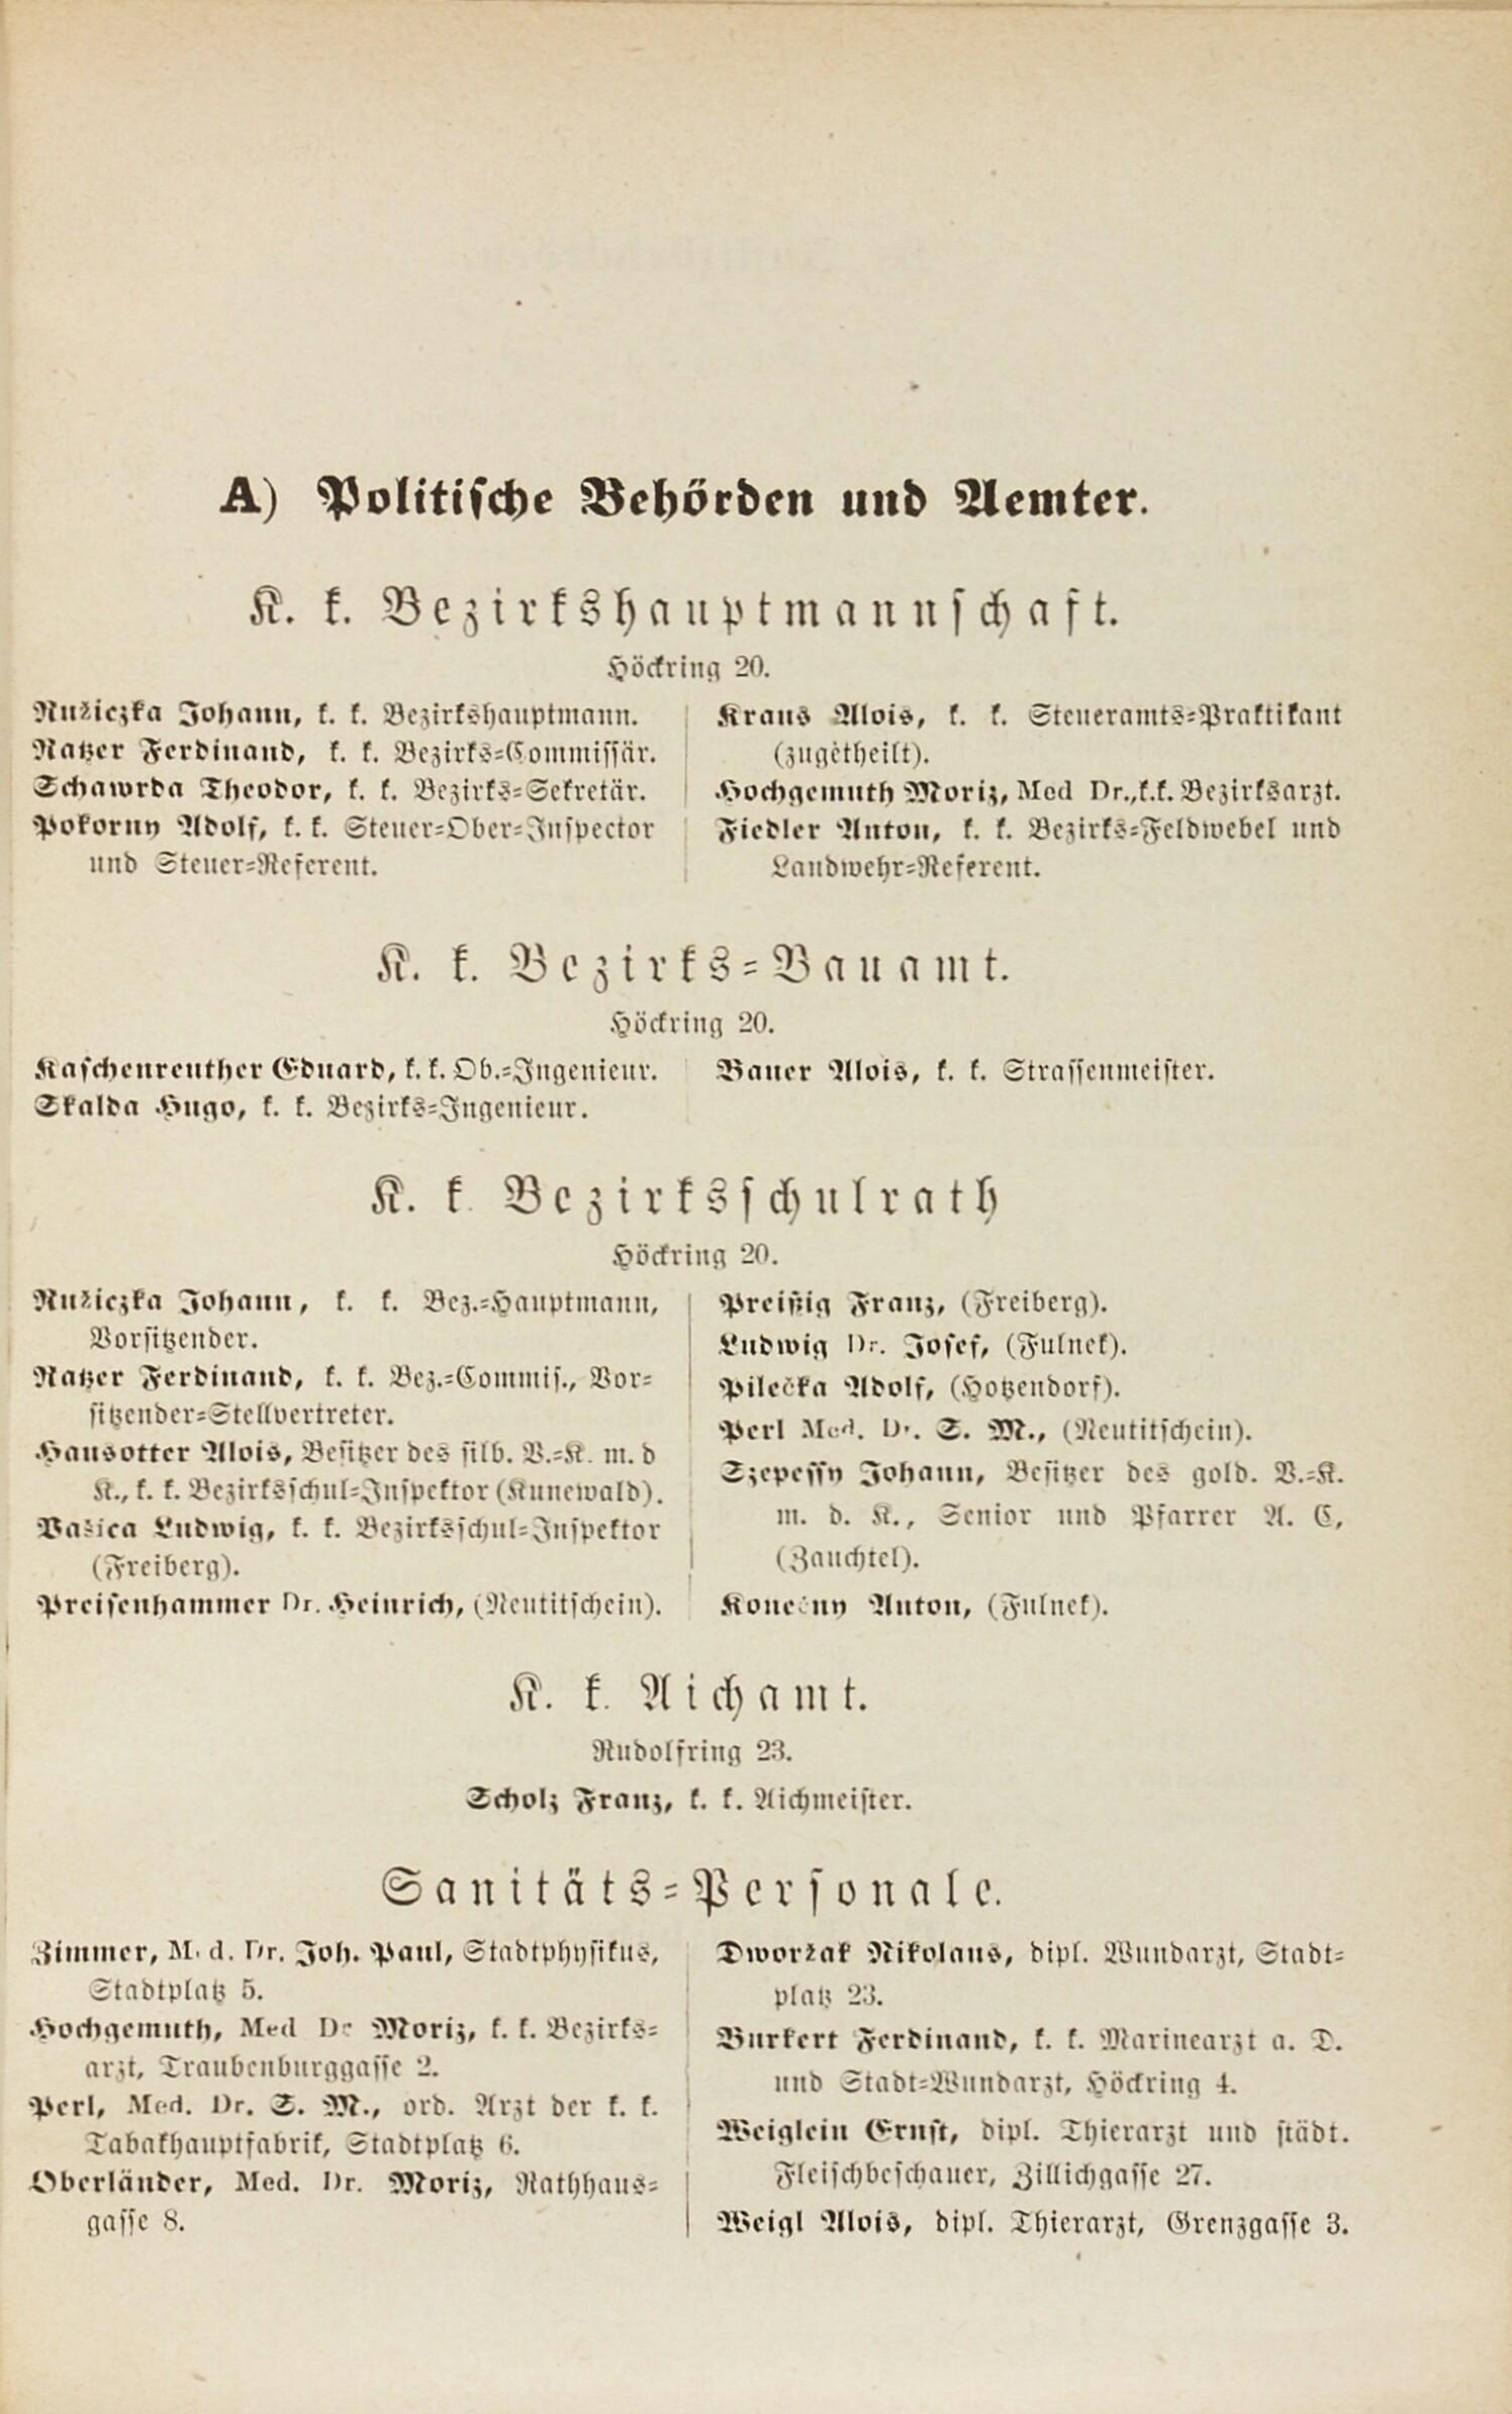 A) Politische Behörden und Aemter.
K. k. Bezirkshauptmannschaft.
Höckring 20.
Ružiczka Johann, k. k. Bezirkshauptmann.
Ratzer Ferdinand, k. k. Bezirks-Commissär.
Schawrda Theodor, k. k. Bezirks-Sekretär.
Pokorny Adolf, k. k. Steuer-Ober-Inspector
und Steuer-Referent.
Kraus Alois, k. k. Steueramts-Praktikant
(zugetheilt).
Hochgemuth Moriz, Med Dr., k.k. Bezirksarzt.
Fiedler Anton, k. k. Bezirks-Feldwebel und
Landwehr-Referent.
K. k. Bezirks-Bauamt.
Höckring 20.
Kaschenreuther Eduard, k. k. Ob.-Ingenieur.
Skalda Hugo, k. k. Bezirks-Ingenieur.
Bauer Alois, k. k. Strassenmeister.
K. k. Bezirksschulrath
Höckring 20.
Ružiczka Johann, k. k. Bez.-Hauptmann,
Vorsitzender.
Ratzer Ferdinand, k. k. Bez.-Commis., Vor-
sitzender-Stellvertreter.
Hausotter Alois, Besitzer des silb. V.-K. m. d
K., k. k. Bezirksschul-Inspektor (Kunewald).
Vašica Ludwig, k. k. Bezirksschul-Inspektor
(Freiberg).
Preisenhammer Dr. Heinrich, (Neutitschein).
Preißig Franz, (Freiberg).
Ludwig Dr. Josef, (Fulnek).
Pilečka Adolf, (Hotzendorf).
Perl Med. Dr. S. M., (Neutitschein).
Szepessy Johann, Besitzer des gold. V.-K.
m. d. K., Senior und Pfarrer A. C,
(Zauchtel).
Konečny Anton, (Fulnek).
K. k. Aichamt.
Rudolfring 23.
Scholz Franz, k. k. Aichmeister.
Sanitäts-Personale.
Zimmer, M. d. Dr. Joh. Paul, Stadtphysikus,
Stadtplatz 5.
Hochgemuth, Med Dr Moriz, k. k. Bezirks-
arzt, Traubenburggasse 2.
Perl, Med. Dr. S. M., ord. Arzt der k. k.
Tabakhauptfabrik, Stadtplatz 6.
Oberländer, Med. Dr. Moriz, Rathhaus-
gasse 8.
Dworžak Nikolaus, dipl. Wundarzt, Stadt-
platz 23.
Burkert Ferdinand, k. k. Marinearzt a. D.
und Stadt-Wundarzt, Höckring 4.
Weiglein Ernst, dipl. Thierarzt und städt.
Fleischbeschauer, Zillichgasse 27.
Weigl Alois, dipl. Thierarzt, Grenzgasse 3.